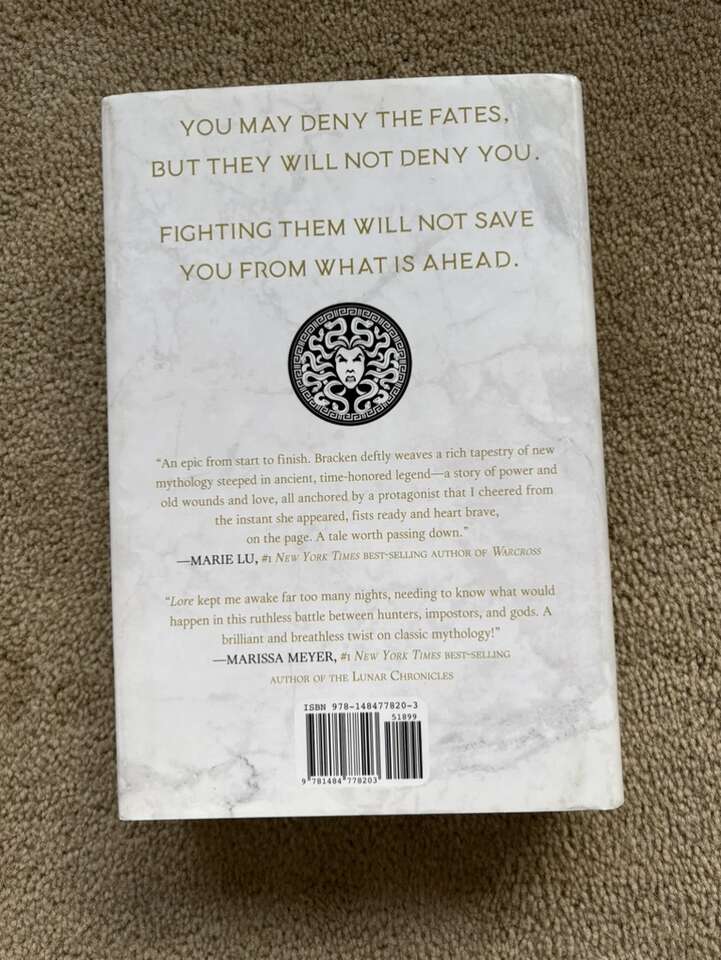 YOU MAY DENY THE FATES,
BUT THEY WILL NOT DENY YOU.
FIGHTING THEM WILL NOT SAVE
YOU FROM WHAT IS AHEAD.
“An epic from start to finish. Bracken deftly weaves a rich tapestry of new
mythology steeped in ancient, time-honored legend—a story of power and
old wounds and love, all anchored by a protagonist that I cheered from
the instant she appeared, fists ready and heart brave,
on the page. A tale worth passing down.”
—MARIE LU, #1 NEW YORK TIMES BEST-SELLING AUTHOR OF WARCROSS
“Lore kept me awake far too many nights, needing to know what would
happen in this ruthless battle between hunters, impostors, and gods. A
brilliant and breathless twist on classic mythology!”
—MARISSA MEYER, #1 NEW YORK TIMES BEST-SELLING
AUTHOR OF THE LUNAR CHRONICLES
ISBN 978-148477820-3
51899
9 781484 778203